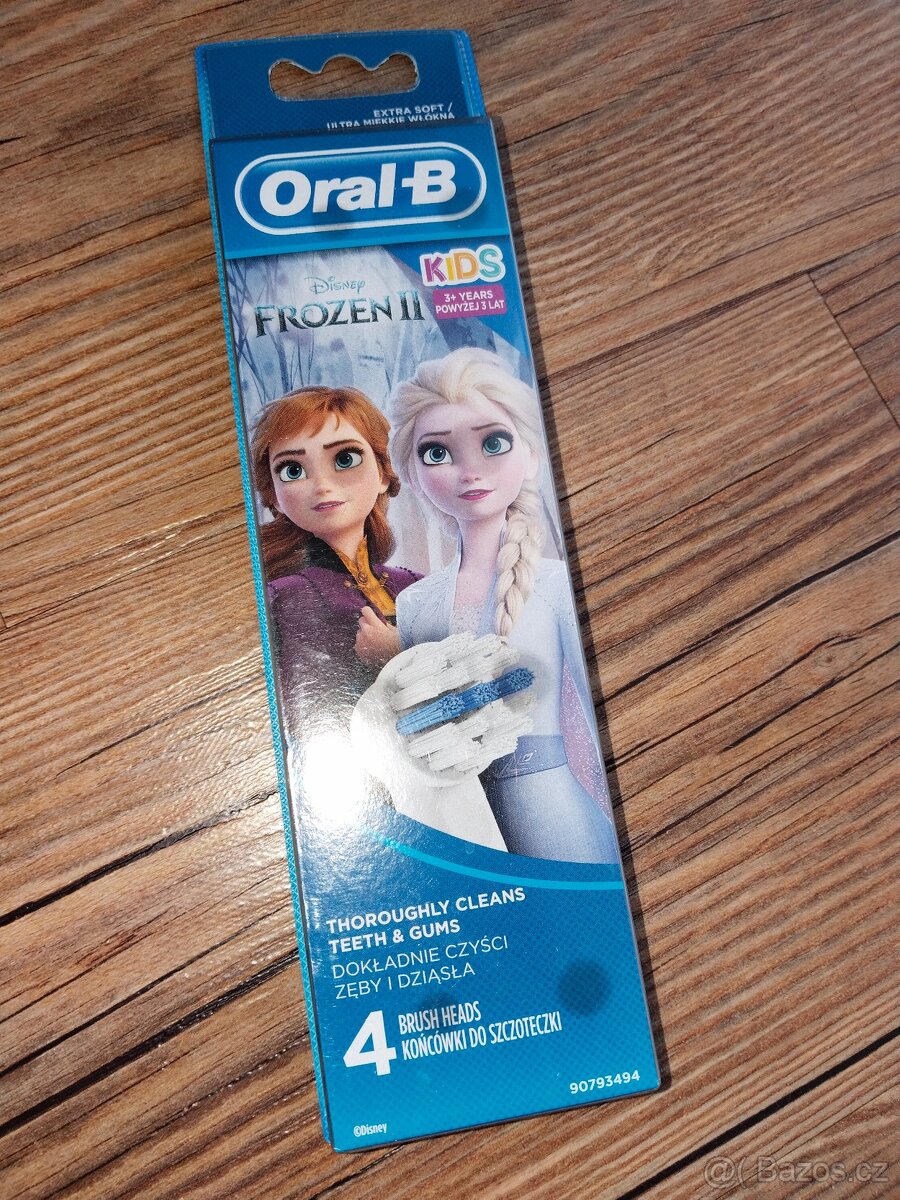 EXTRA SOFT /
ULTRA MIĘKKIE WŁÓKNA
Oral-B
KIDS
3+ YEARS
POWYŻEJ 3 LAT
Disney
FROZEN II
THOROUGHLY CLEANS
TEETH & GUMS
DOKŁADNIE CZYŚCI
ZĘBY I DZIĄSŁA
4 BRUSH HEADS
KOŃCÓWKI DO SZCZOTECZKI
90793494
©Disney
@( Bazos.cz